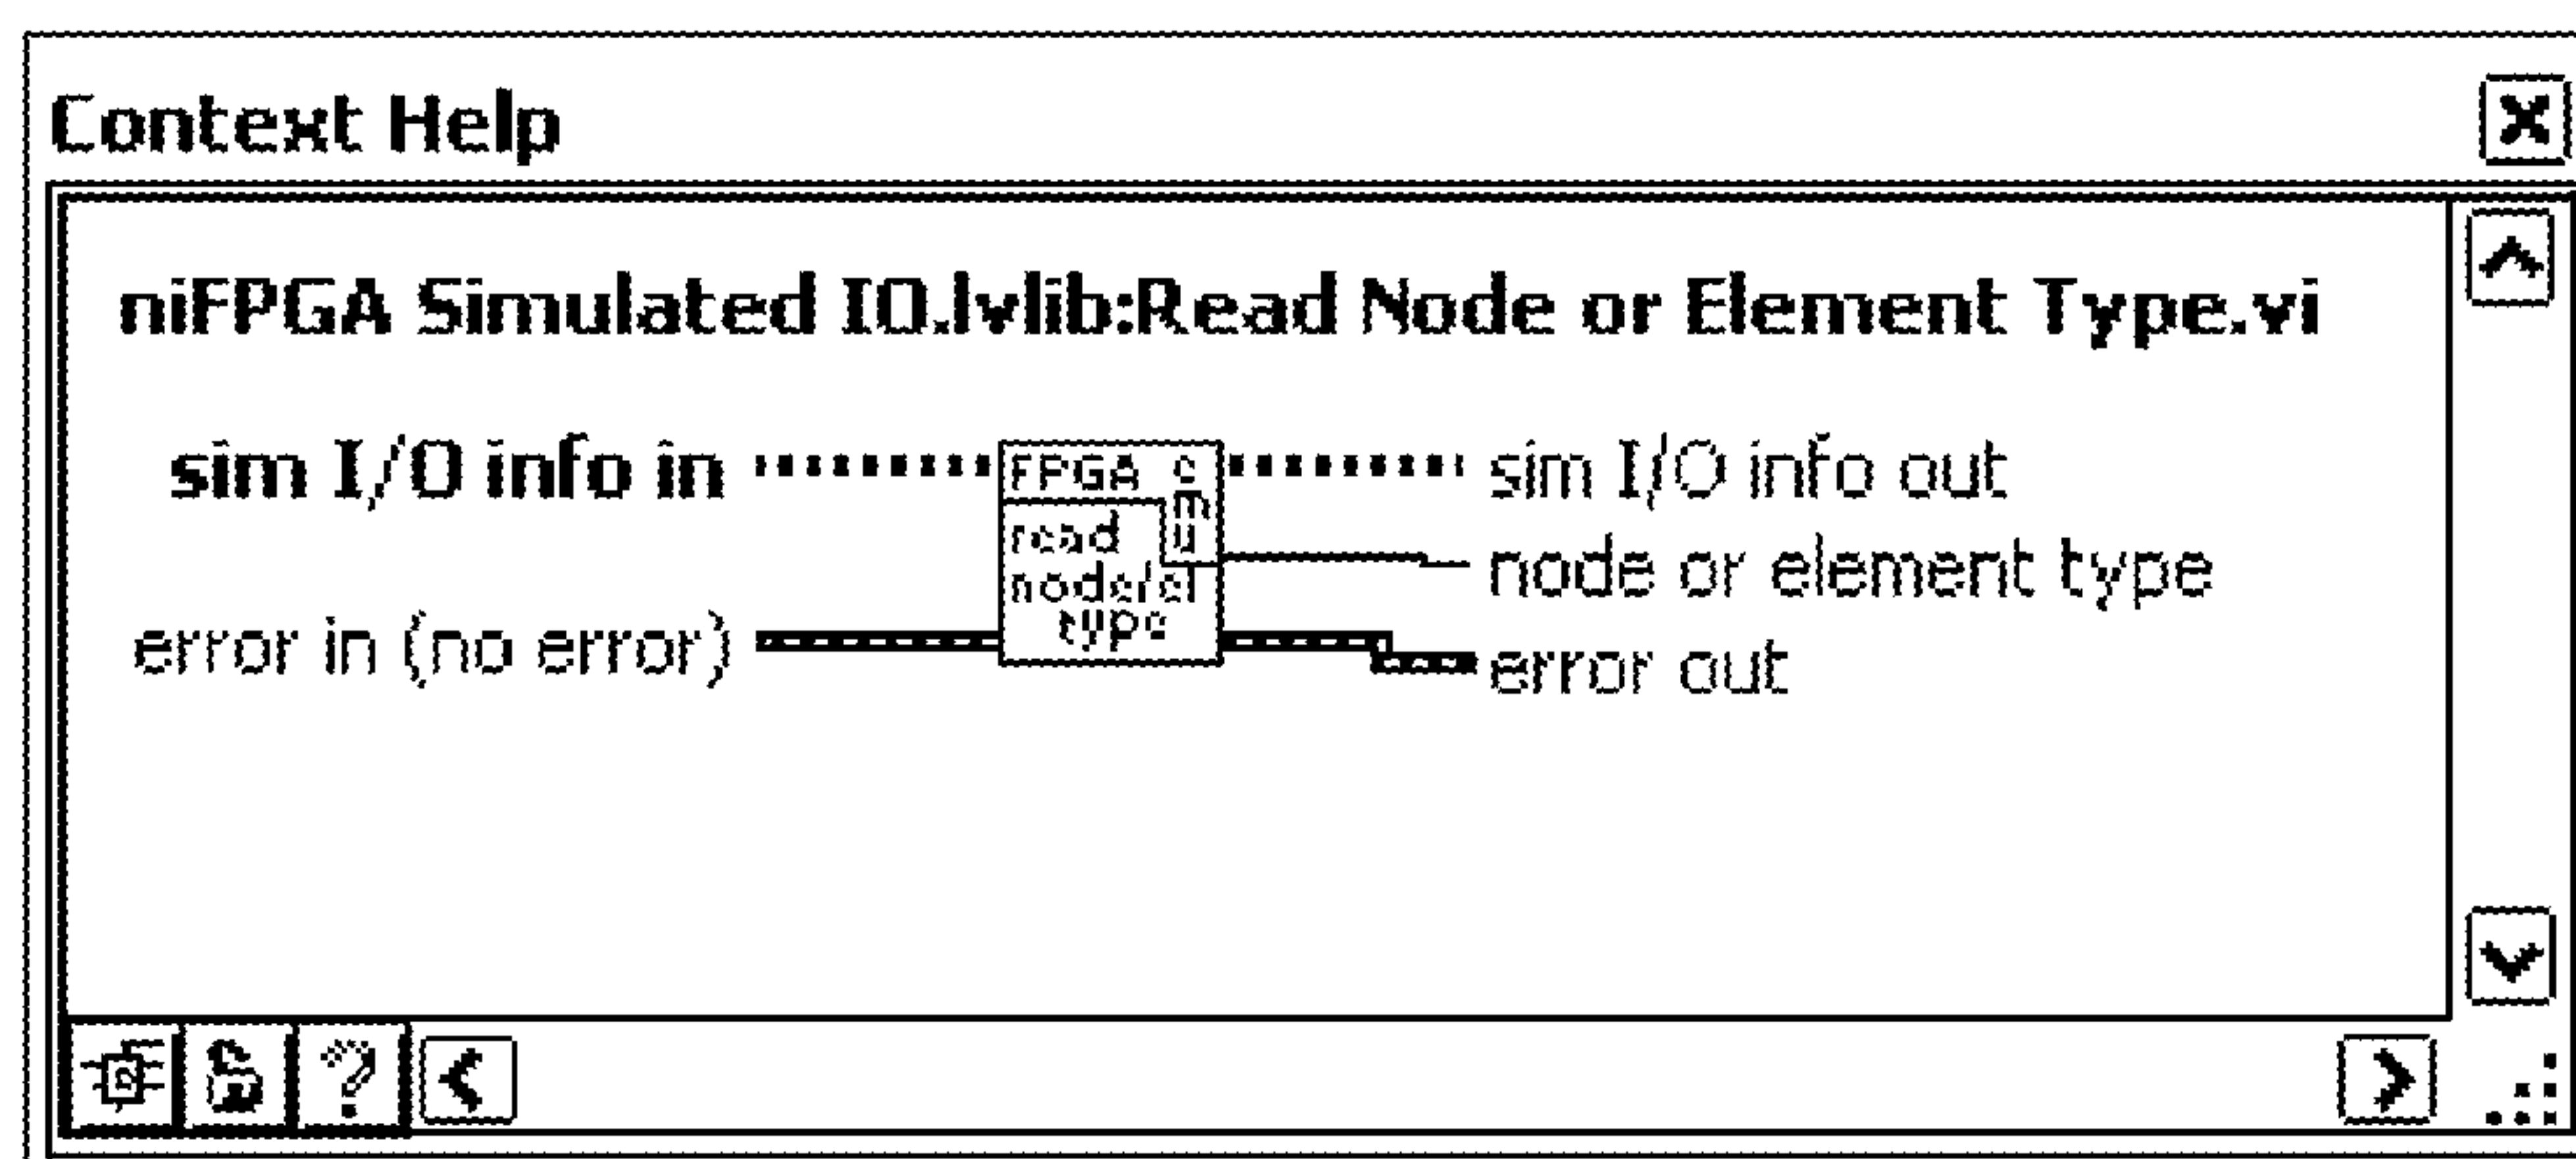 Context Help
niFPGA Simulated IO.lvlib:Read Node or Element Type.vi
sim I/O info in
FPGA
sim I/O info out
read
node or element type
node/el
error in (no error)
type
error out
?